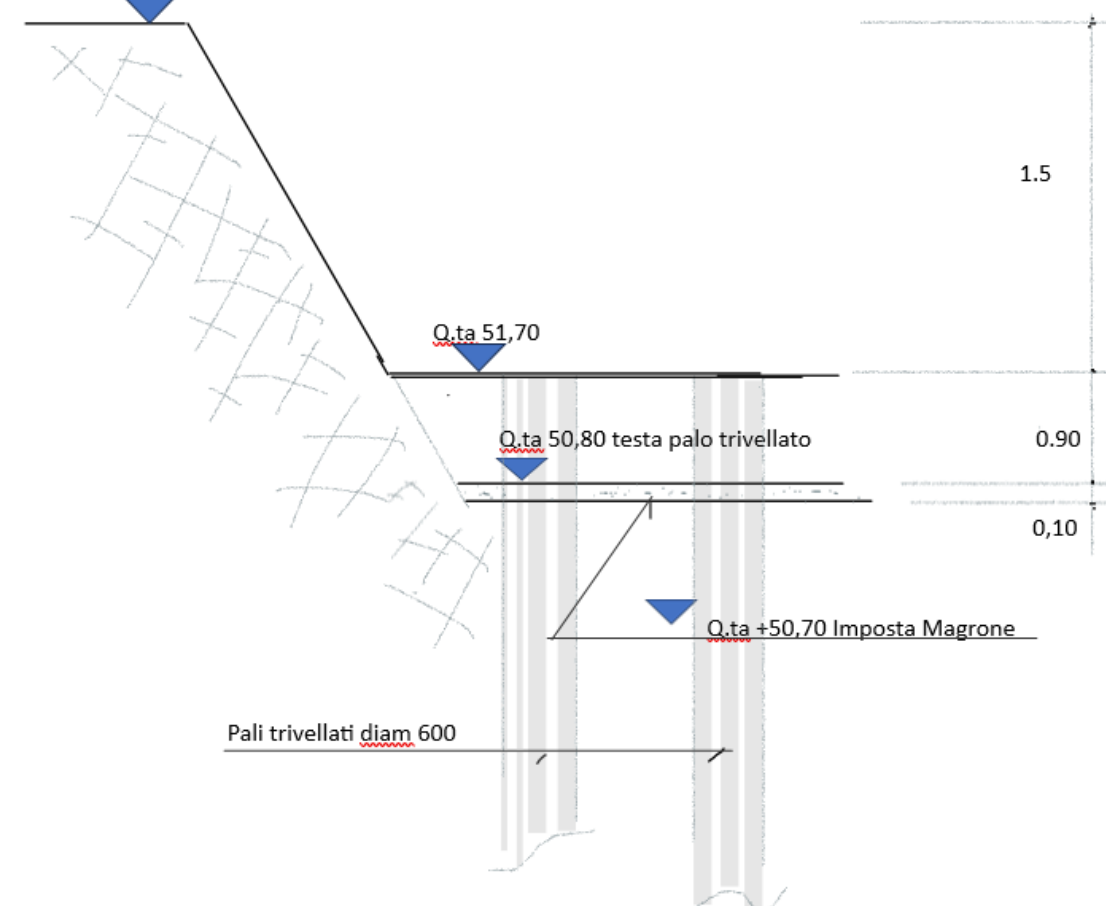 1.5
Q.ta 51,70
Q.ta 50,80 testa palo trivellato
0.90
0,10
Q.ta +50,70 Imposta Magrone
Pali trivellati diam 600